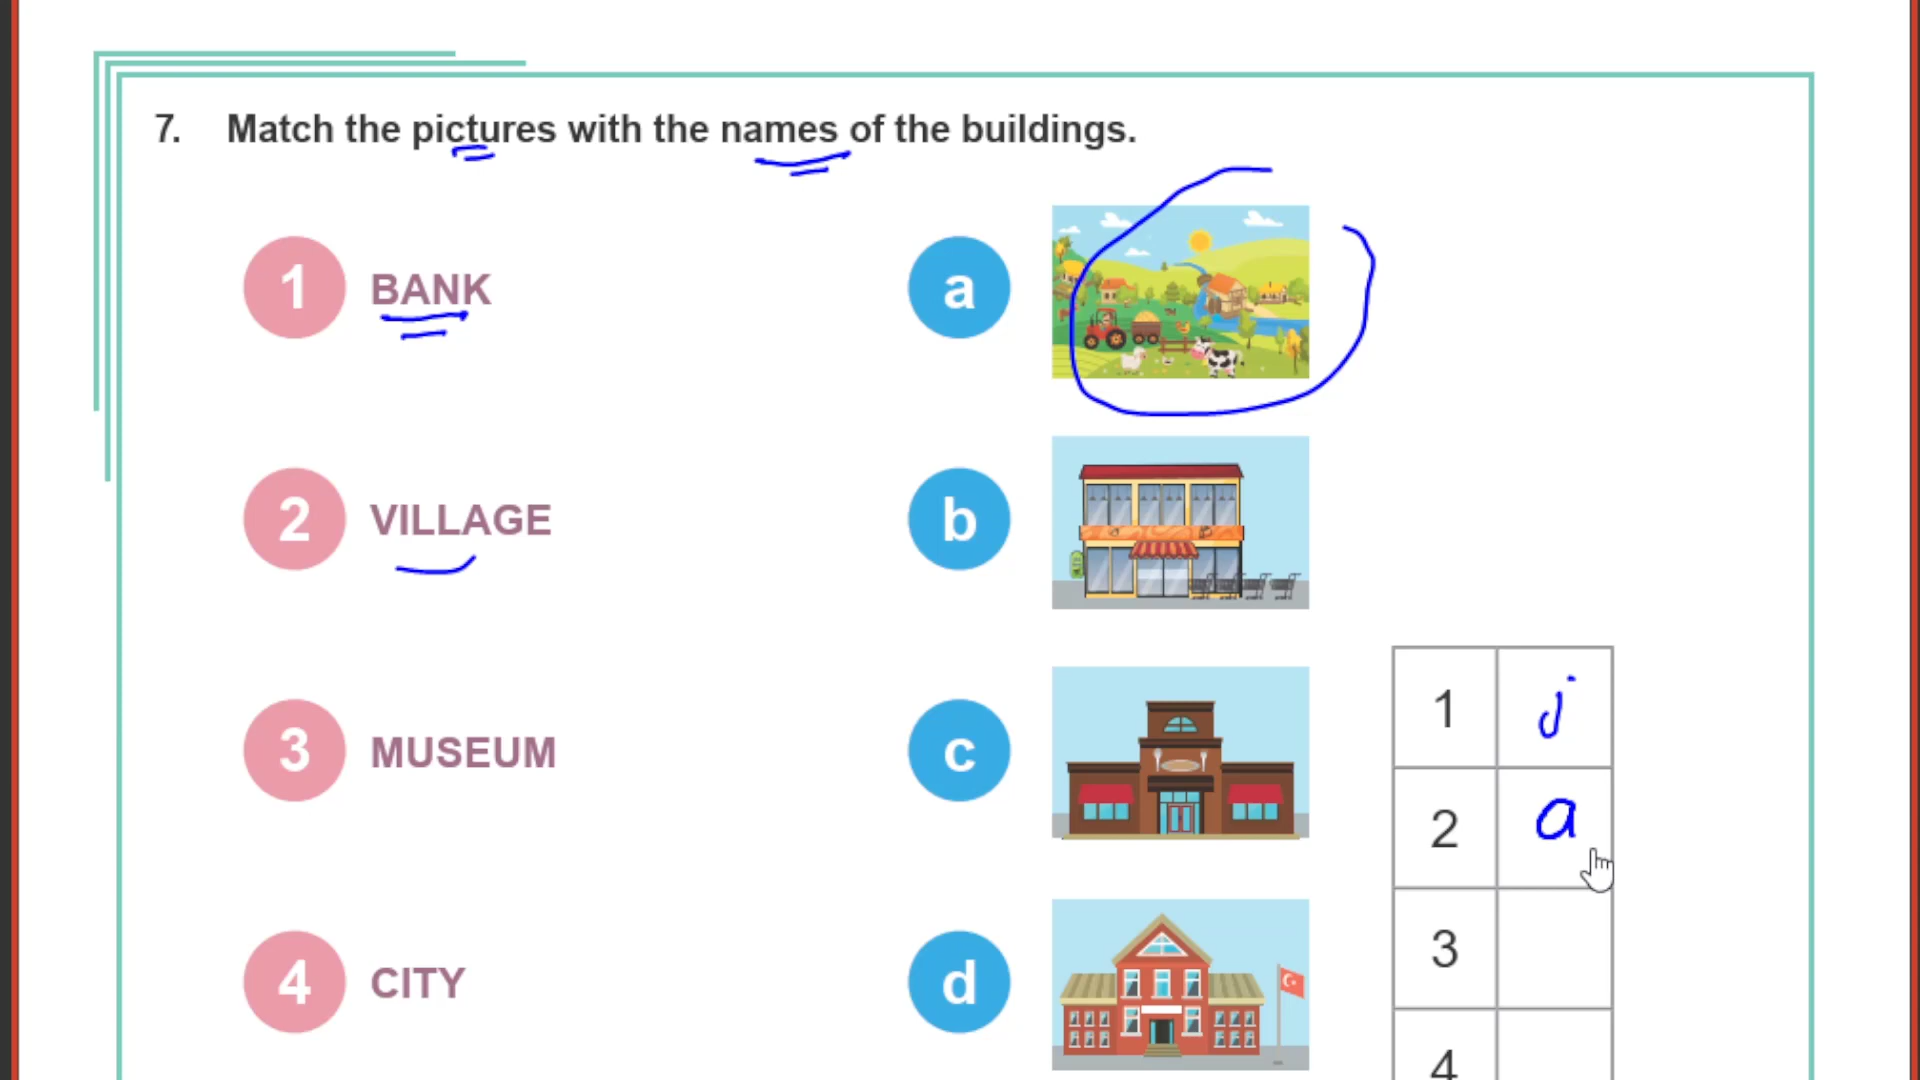 7. Match the pictures with the names of the buildings.
1 BANK
a
2 VILLAGE
b
3 MUSEUM
c
4 CITY
d
1 j
2 a
3
4